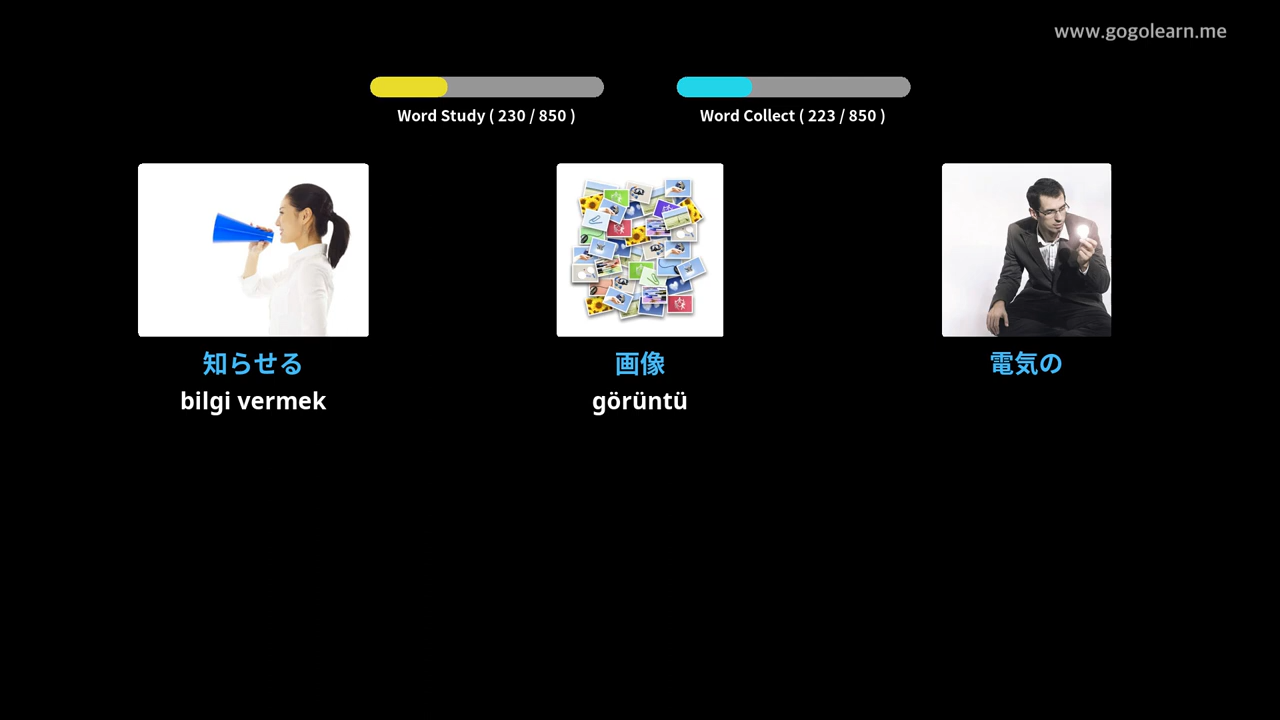 www.gogolearn.me
Word Study ( 230 / 850 )
Word Collect ( 223 / 850 )
知らせる
bilgi vermek
画像
görüntü
電気の